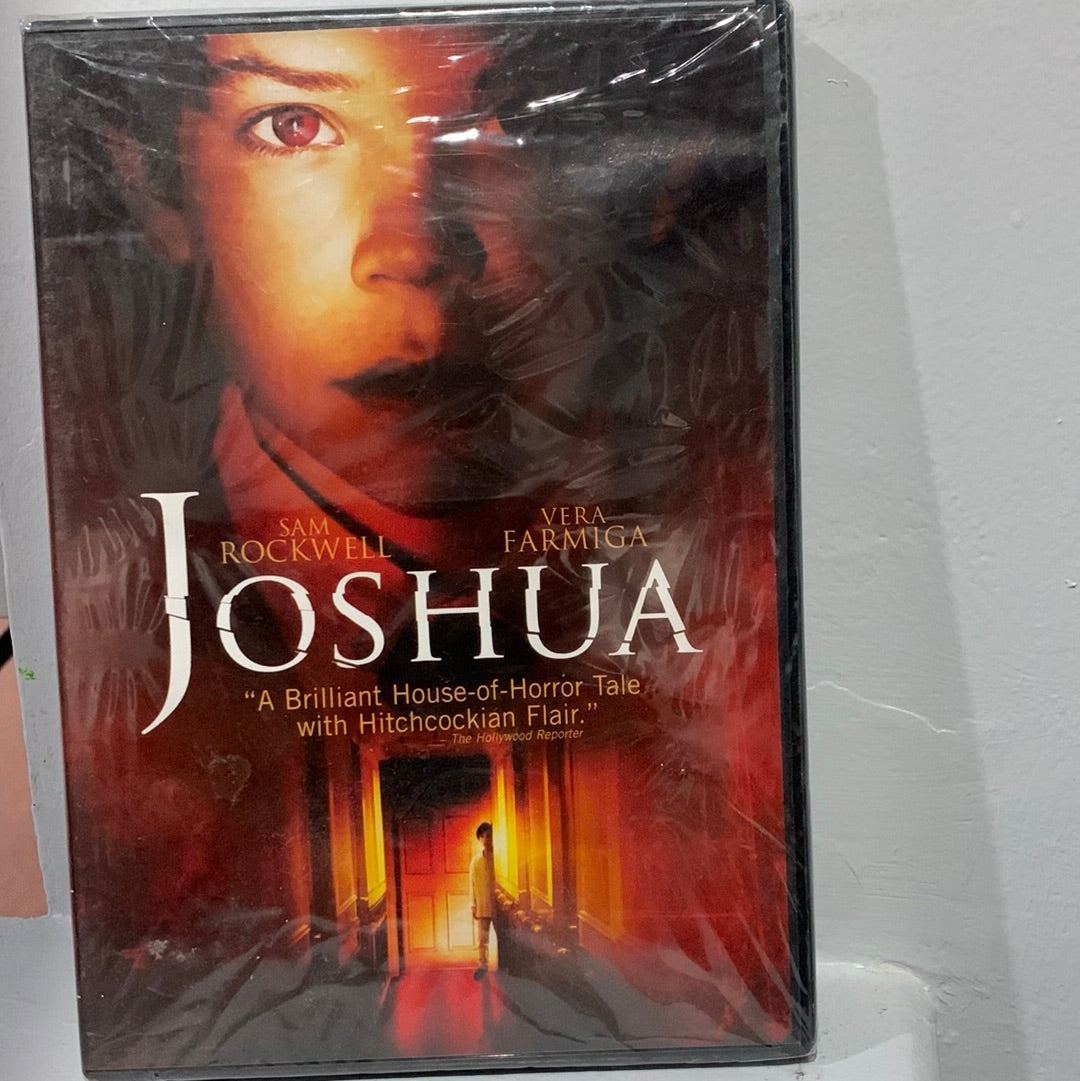 SAM
ROCKWELL
VERA
FARMIGA
JOSHUA
“A Brilliant House-of-Horror Tale
with Hitchcockian Flair.”
– The Hollywood Reporter